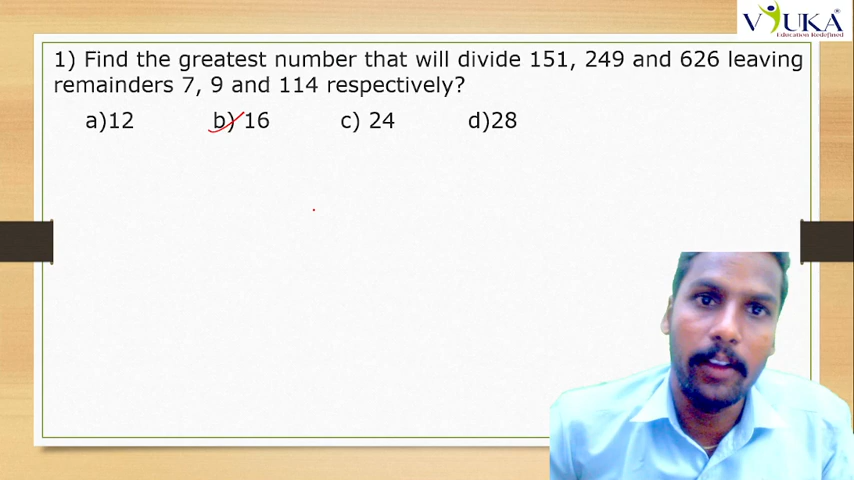 VYUKA
Education Redefined
1) Find the greatest number that will divide 151, 249 and 626 leaving
remainders 7, 9 and 114 respectively?
a)12 b) 16 c) 24 d)28